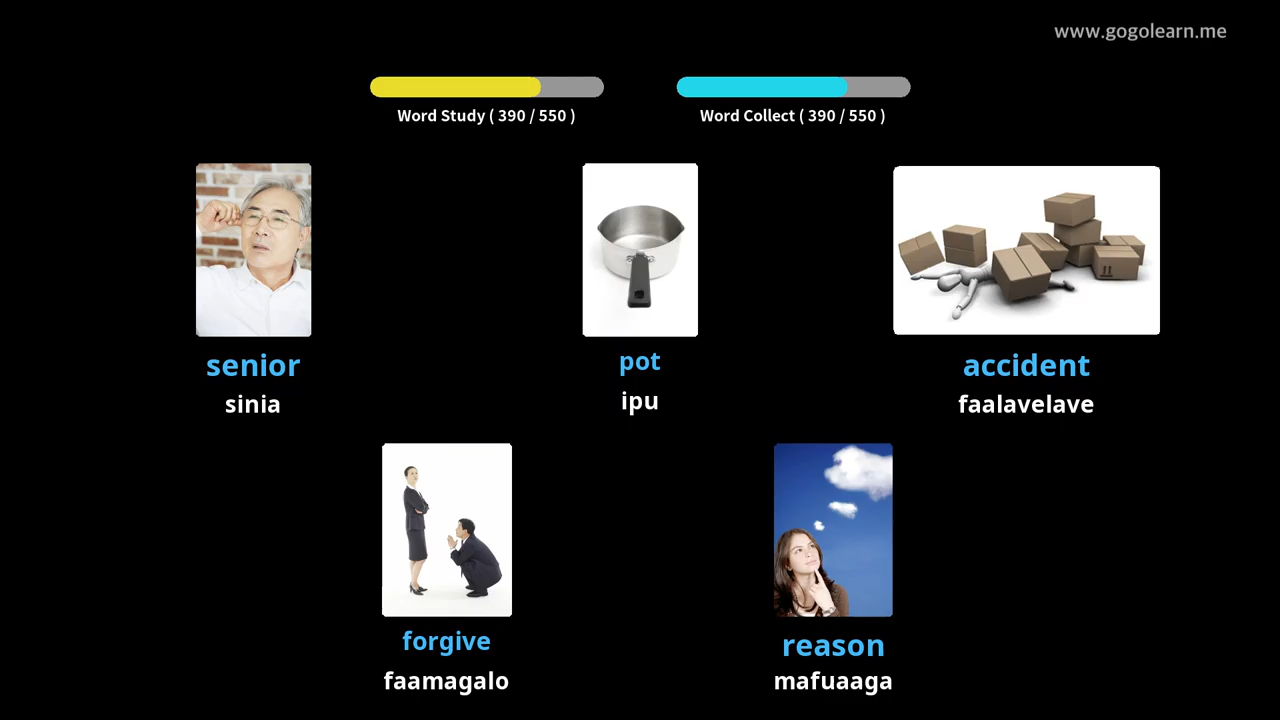 www.gogolearn.me
Word Study ( 390 / 550 )
Word Collect ( 390 / 550 )
senior
sinia
pot
ipu
accident
faalavelave
forgive
faamagalo
reason
mafuaaga